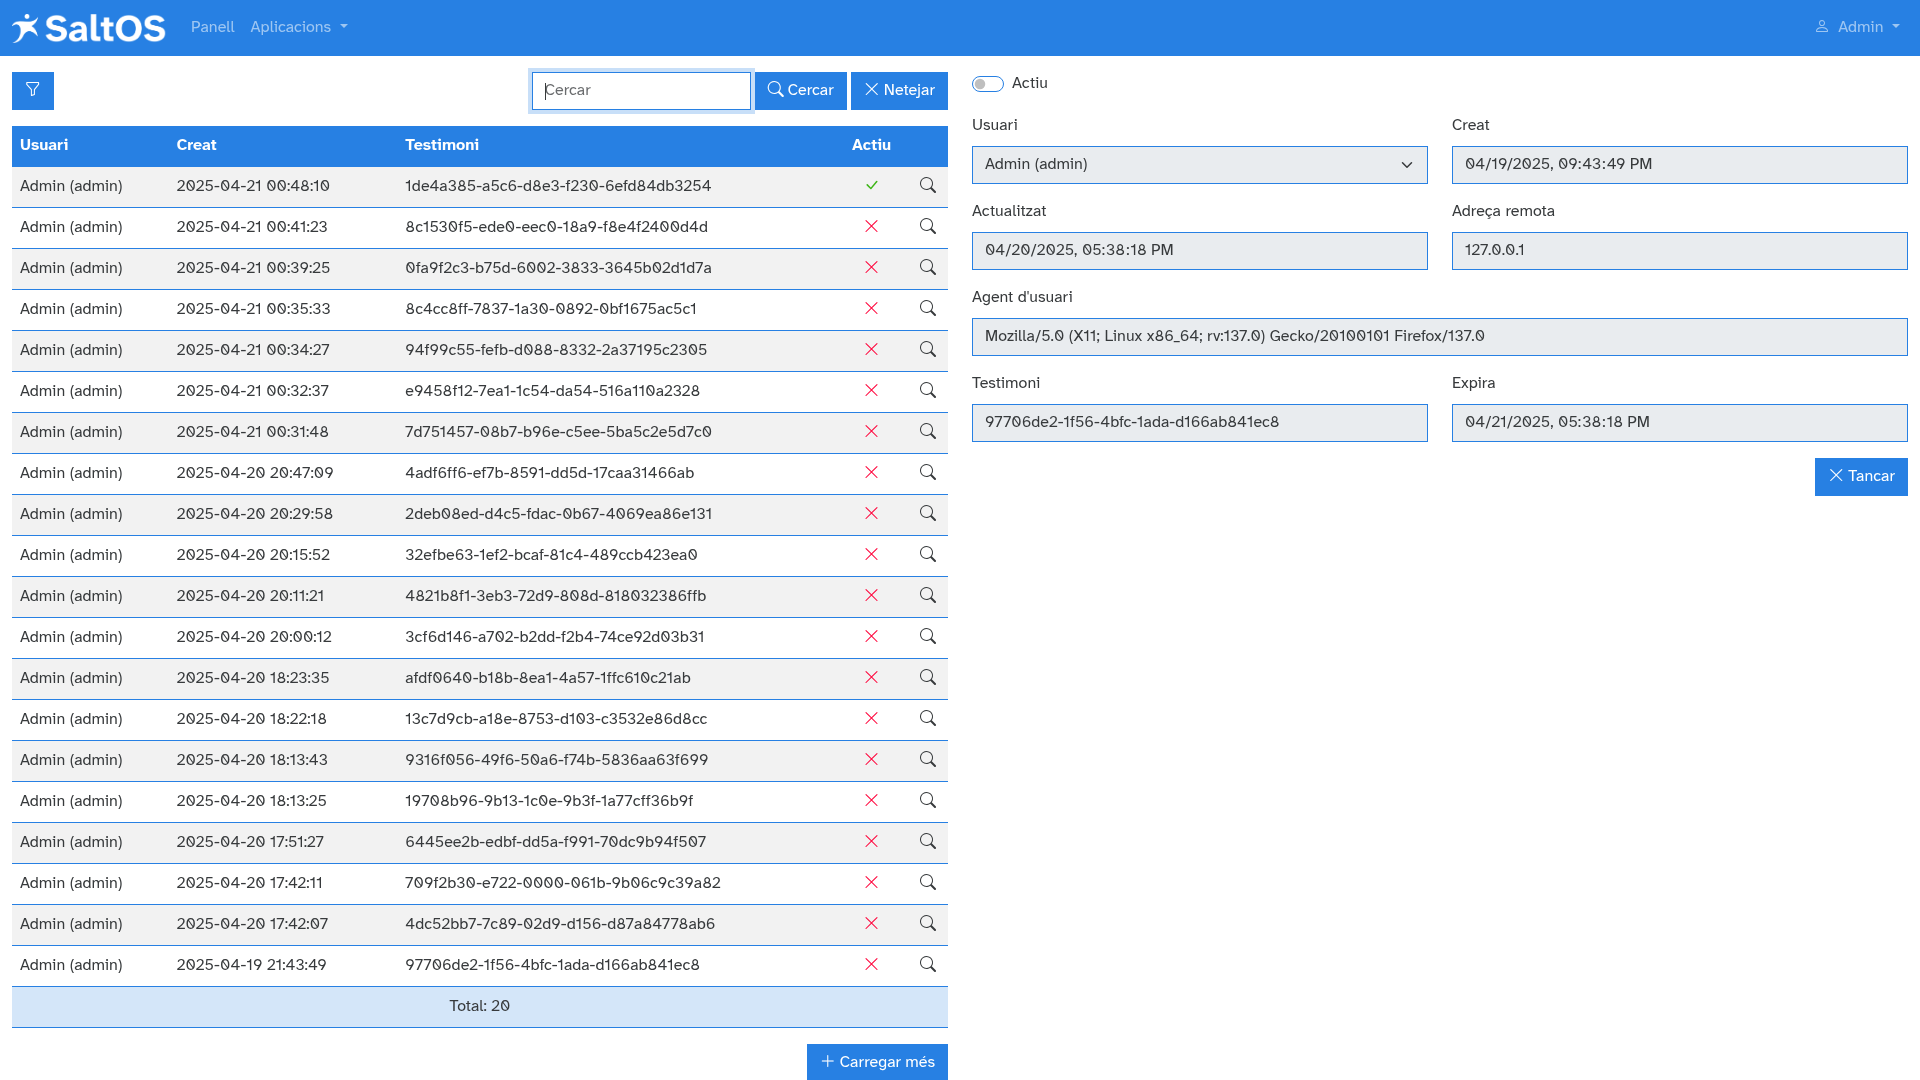 SaltOS Panell Aplicacions Admin
Cercar Cercar Netejar
Usuari Creat Testimoni Actiu
Admin (admin) 2025-04-21 00:48:10 1de4a385-a5c6-d8e3-f230-6efd84db3254
Admin (admin) 2025-04-21 00:41:23 8c1530f5-ede0-eec0-18a9-f8e4f2400d4d
Admin (admin) 2025-04-21 00:39:25 0fa9f2c3-b75d-6002-3833-3645b02d1d7a
Admin (admin) 2025-04-21 00:35:33 8c4cc8ff-7837-1a30-0892-0bf1675ac5c1
Admin (admin) 2025-04-21 00:34:27 94f99c55-fefb-d088-8332-2a37195c2305
Admin (admin) 2025-04-21 00:32:37 e9458f12-7ea1-1c54-da54-516a110a2328
Admin (admin) 2025-04-21 00:31:48 7d751457-08b7-b96e-c5ee-5ba5c2e5d7c0
Admin (admin) 2025-04-20 20:47:09 4adf6ff6-ef7b-8591-dd5d-17caa31466ab
Admin (admin) 2025-04-20 20:29:58 2deb08ed-d4c5-fdac-0b67-4069ea86e131
Admin (admin) 2025-04-20 20:15:52 32efbe63-1ef2-bcaf-81c4-489ccb423ea0
Admin (admin) 2025-04-20 20:11:21 4821b8f1-3eb3-72d9-808d-818032386ffb
Admin (admin) 2025-04-20 20:00:12 3cf6d146-a702-b2dd-f2b4-74ce92d03b31
Admin (admin) 2025-04-20 18:23:35 afdf0640-b18b-8ea1-4a57-1ffc610c21ab
Admin (admin) 2025-04-20 18:22:18 13c7d9cb-a18e-8753-d103-c3532e86d8cc
Admin (admin) 2025-04-20 18:13:43 9316f056-49f6-50a6-f74b-5836aa63f699
Admin (admin) 2025-04-20 18:13:25 19708b96-9b13-1c0e-9b3f-1a77cff36b9f
Admin (admin) 2025-04-20 17:51:27 6445ee2b-edbf-dd5a-f991-70dc9b94f507
Admin (admin) 2025-04-20 17:42:11 709f2b30-e722-0000-061b-9b06c9c39a82
Admin (admin) 2025-04-20 17:42:07 4dc52bb7-7c89-02d9-d156-d87a84778ab6
Admin (admin) 2025-04-19 21:43:49 97706de2-1f56-4bfc-1ada-d166ab841ec8
Total: 20
Carregar més
Actiu
Usuari Creat
Admin (admin) 04/19/2025, 09:43:49 PM
Actualitzat Adreça remota
04/20/2025, 05:38:18 PM 127.0.0.1
Agent d'usuari
Mozilla/5.0 (X11; Linux x86_64; rv:137.0) Gecko/20100101 Firefox/137.0
Testimoni Expira
97706de2-1f56-4bfc-1ada-d166ab841ec8 04/21/2025, 05:38:18 PM
Tancar